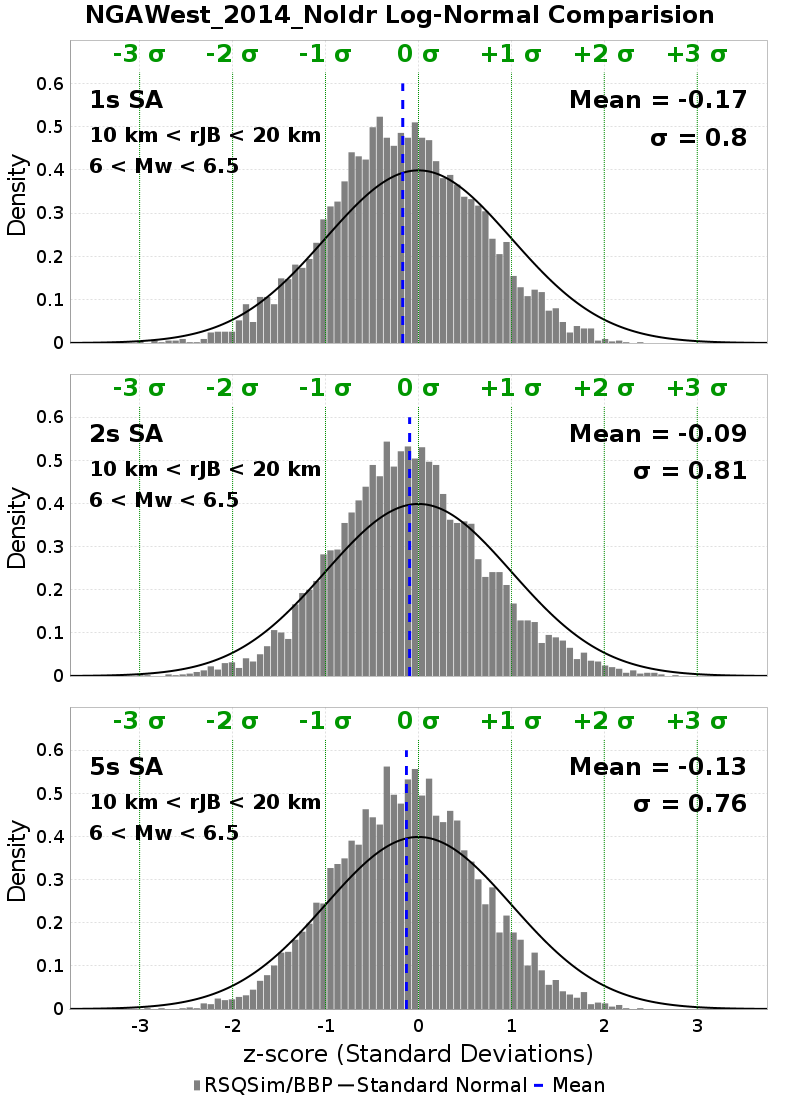 NGAWest_2014_NoIdr Log-Normal Comparision
-3 σ -2 σ -1 σ 0 σ +1 σ +2 σ +3 σ
0.6
1s SA Mean = -0.17
0.5
10 km < rJB < 20 km σ = 0.8
6 < Mw < 6.5
0.4
Density
0.3
0.2
0.1
0
-3 σ -2 σ -1 σ 0 σ +1 σ +2 σ +3 σ
0.6
2s SA Mean = -0.09
0.5
10 km < rJB < 20 km σ = 0.81
6 < Mw < 6.5
0.4
Density
0.3
0.2
0.1
0
-3 σ -2 σ -1 σ 0 σ +1 σ +2 σ +3 σ
0.6
5s SA Mean = -0.13
0.5
10 km < rJB < 20 km σ = 0.76
6 < Mw < 6.5
0.4
Density
0.3
0.2
0.1
0
-3 -2 -1 0 1 2 3
z-score (Standard Deviations)
RSQSim/BBP Standard Normal Mean